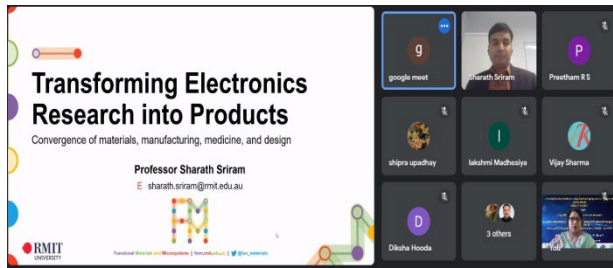 Transforming Electronics
Research into Products
Convergence of materials, manufacturing, medicine, and design
Professor Sharath Sriram
E sharath.sriram@rmit.edu.au
FM
RMIT
UNIVERSITY
Functional Materials and Microsystems |
g
google meet
Sharath Sriram
P
Preetham R S
shipra upadhay
l
lakshmi Madhesiya
Vijay Sharma
D
Diksha Hooda
3 others
You